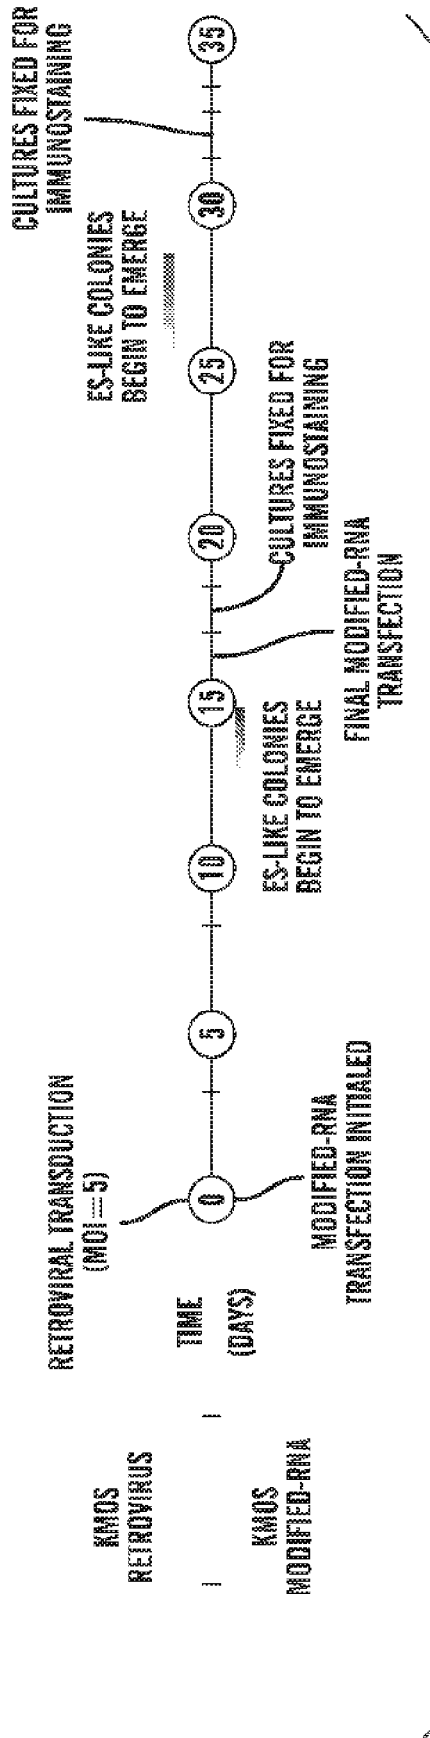 KMOS
RETROVIRUS
RETROVIRAL TRANSDUCTION
(MOI=5)
ES-LIKE COLONIES
BEGIN TO EMERGE
CULTURES FIXED FOR
IMMUNOSTAINING
TIME
(DAYS)
0
5
10
15
20
25
30
35
KMOS
MODIFIED-RNA
MODIFIED-RNA
TRANSFECTION INITIALED
ES-LIKE COLONIES
BEGIN TO EMERGE
FINAL MODIFIED-RNA
TRANSFECTION
CULTURES FIXED FOR
IMMUNOSTAINING